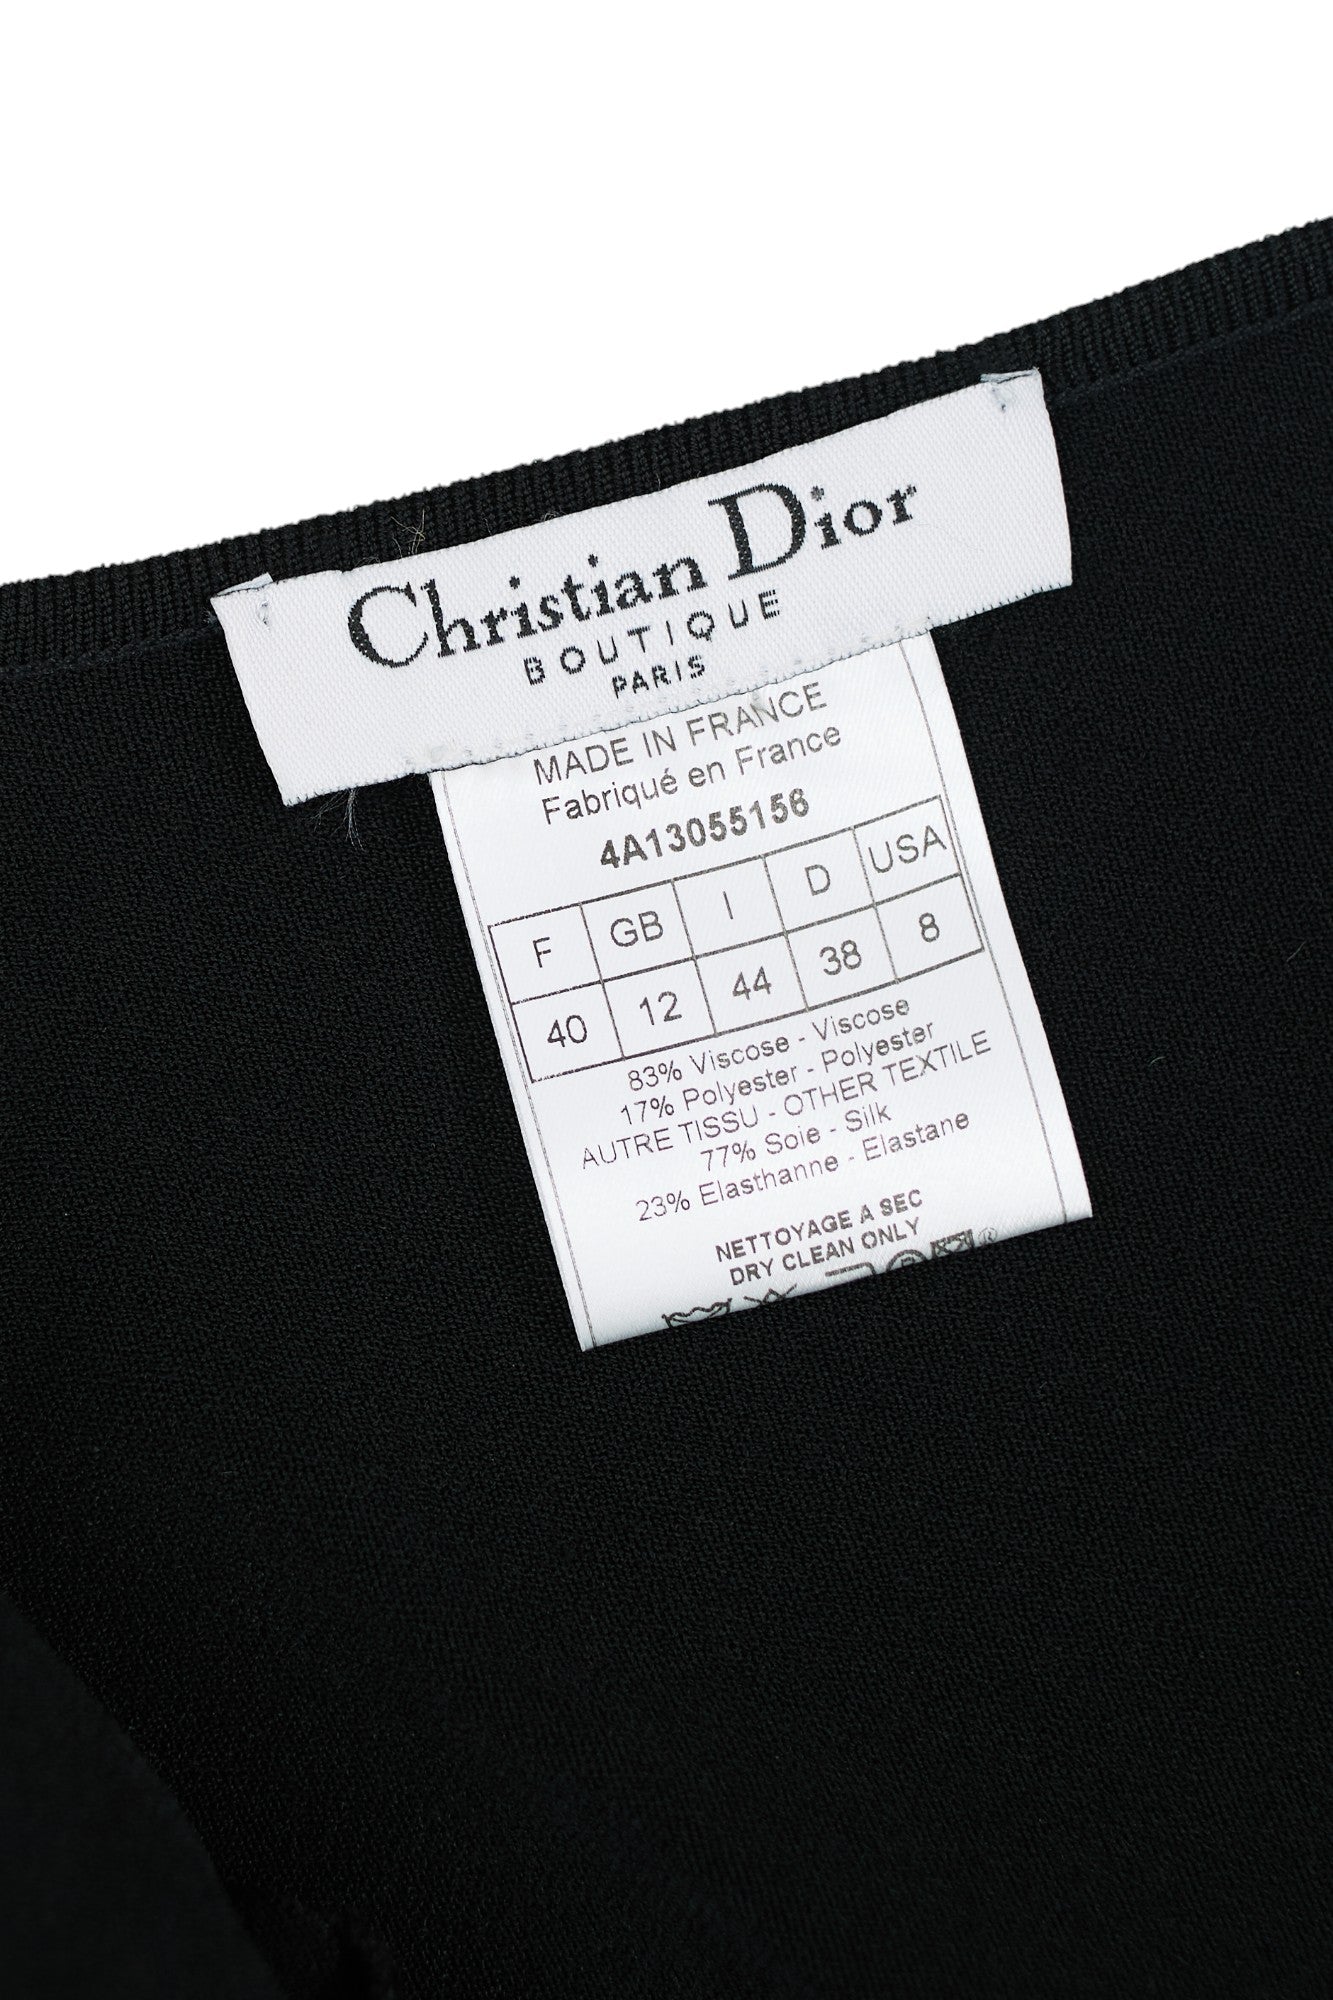 Christian Dior
BOUTIQUE
PARIS
MADE IN FRANCE
Fabriqué en France
4A13055156
F GB I D USA
40 12 44 38 8
83% Viscose - Viscose
17% Polyester - Polyester
AUTRE TISSU - OTHER TEXTILE
77% Soie - Silk
23% Elasthanne - Elastane
NETTOYAGE A SEC
DRY CLEAN ONLY